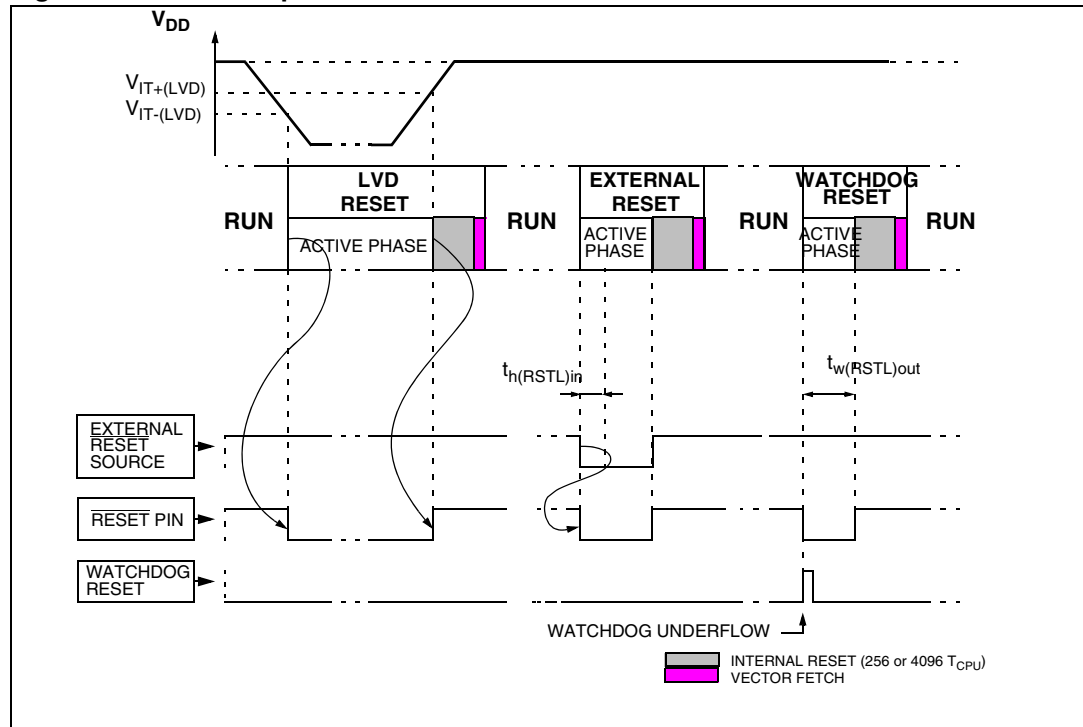 V_DD
V_IT+(LVD)
V_IT-(LVD)
LVD
RESET
EXTERNAL
RESET
WATCHDOG
RESET
RUN
ACTIVE PHASE
RUN
ACTIVE
PHASE
RUN
ACTIVE
PHASE
RUN
t_h(RSTL)in
t_w(RSTL)out
EXTERNAL
RESET
SOURCE
RESET PIN
WATCHDOG
RESET
WATCHDOG UNDERFLOW
INTERNAL RESET (256 or 4096 T_CPU)
VECTOR FETCH